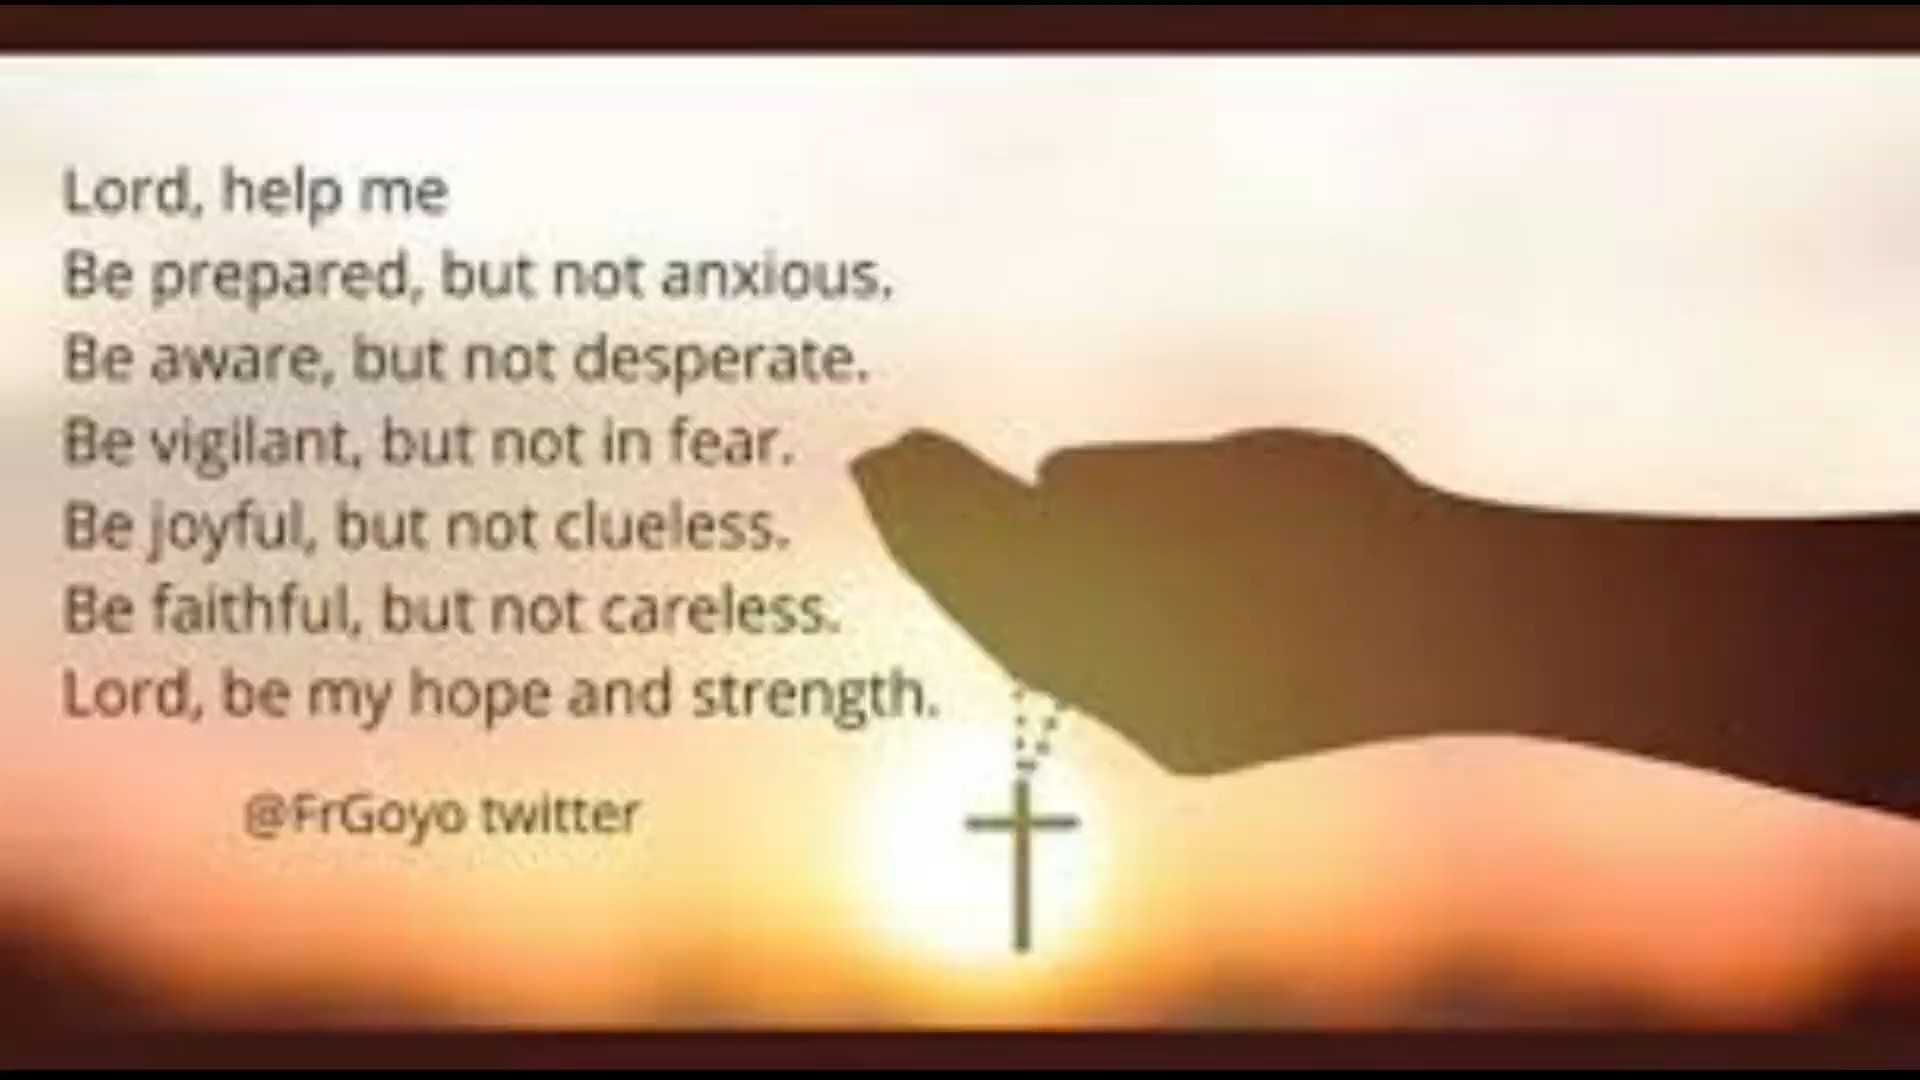 Lord, help me
Be prepared, but not anxious.
Be aware, but not desperate.
Be vigilant, but not in fear.
Be joyful, but not clueless.
Be faithful, but not careless.
Lord, be my hope and strength.
@FrGoyo twitter